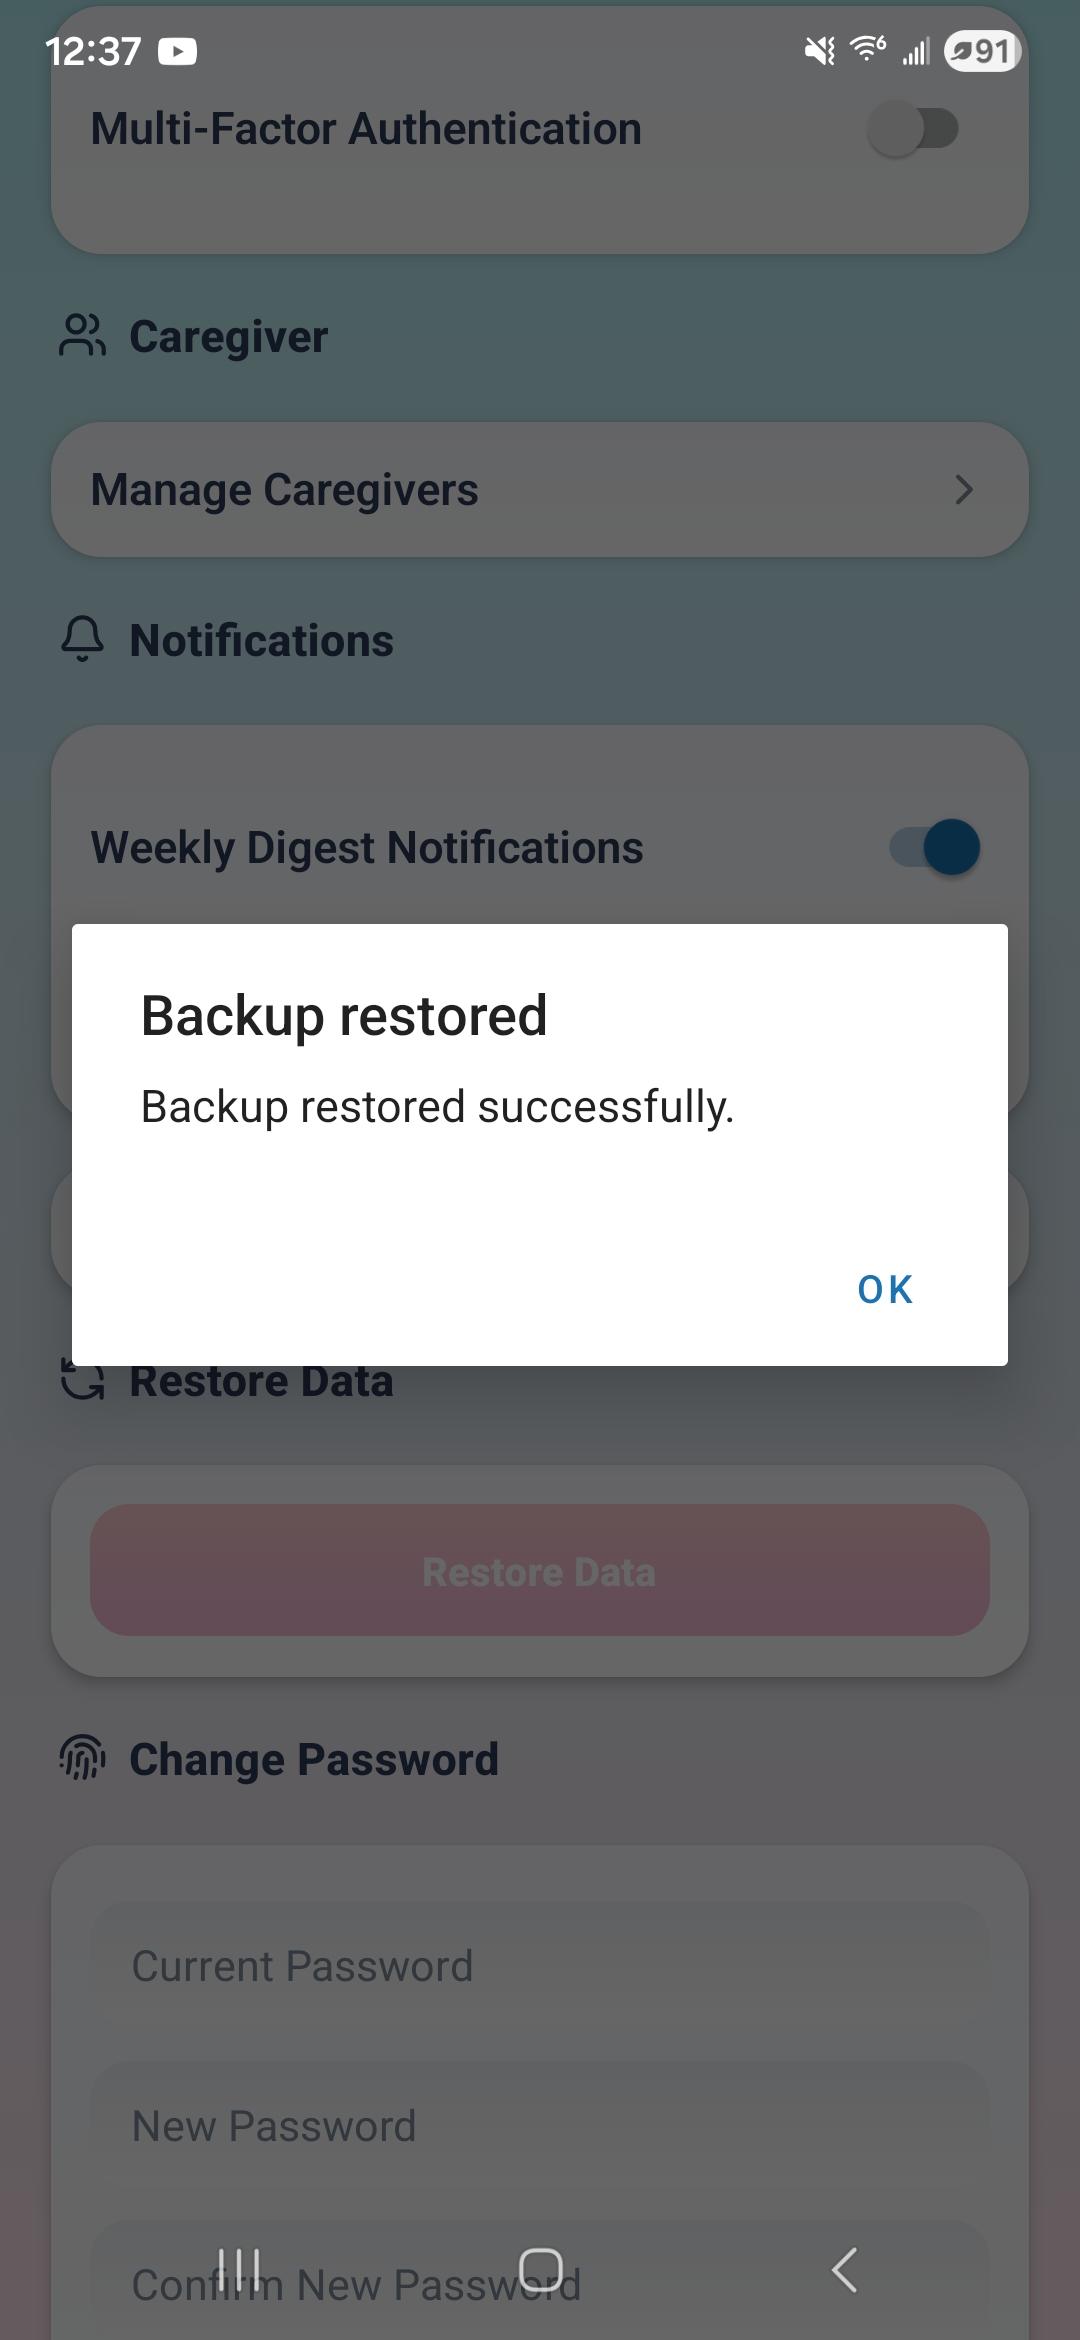 12:37
6
91
Multi-Factor Authentication
Caregiver
Manage Caregivers
Notifications
Weekly Digest Notifications
Backup restored
Backup restored successfully.
OK
Restore Data
Restore Data
Change Password
Current Password
New Password
Confirm New Password